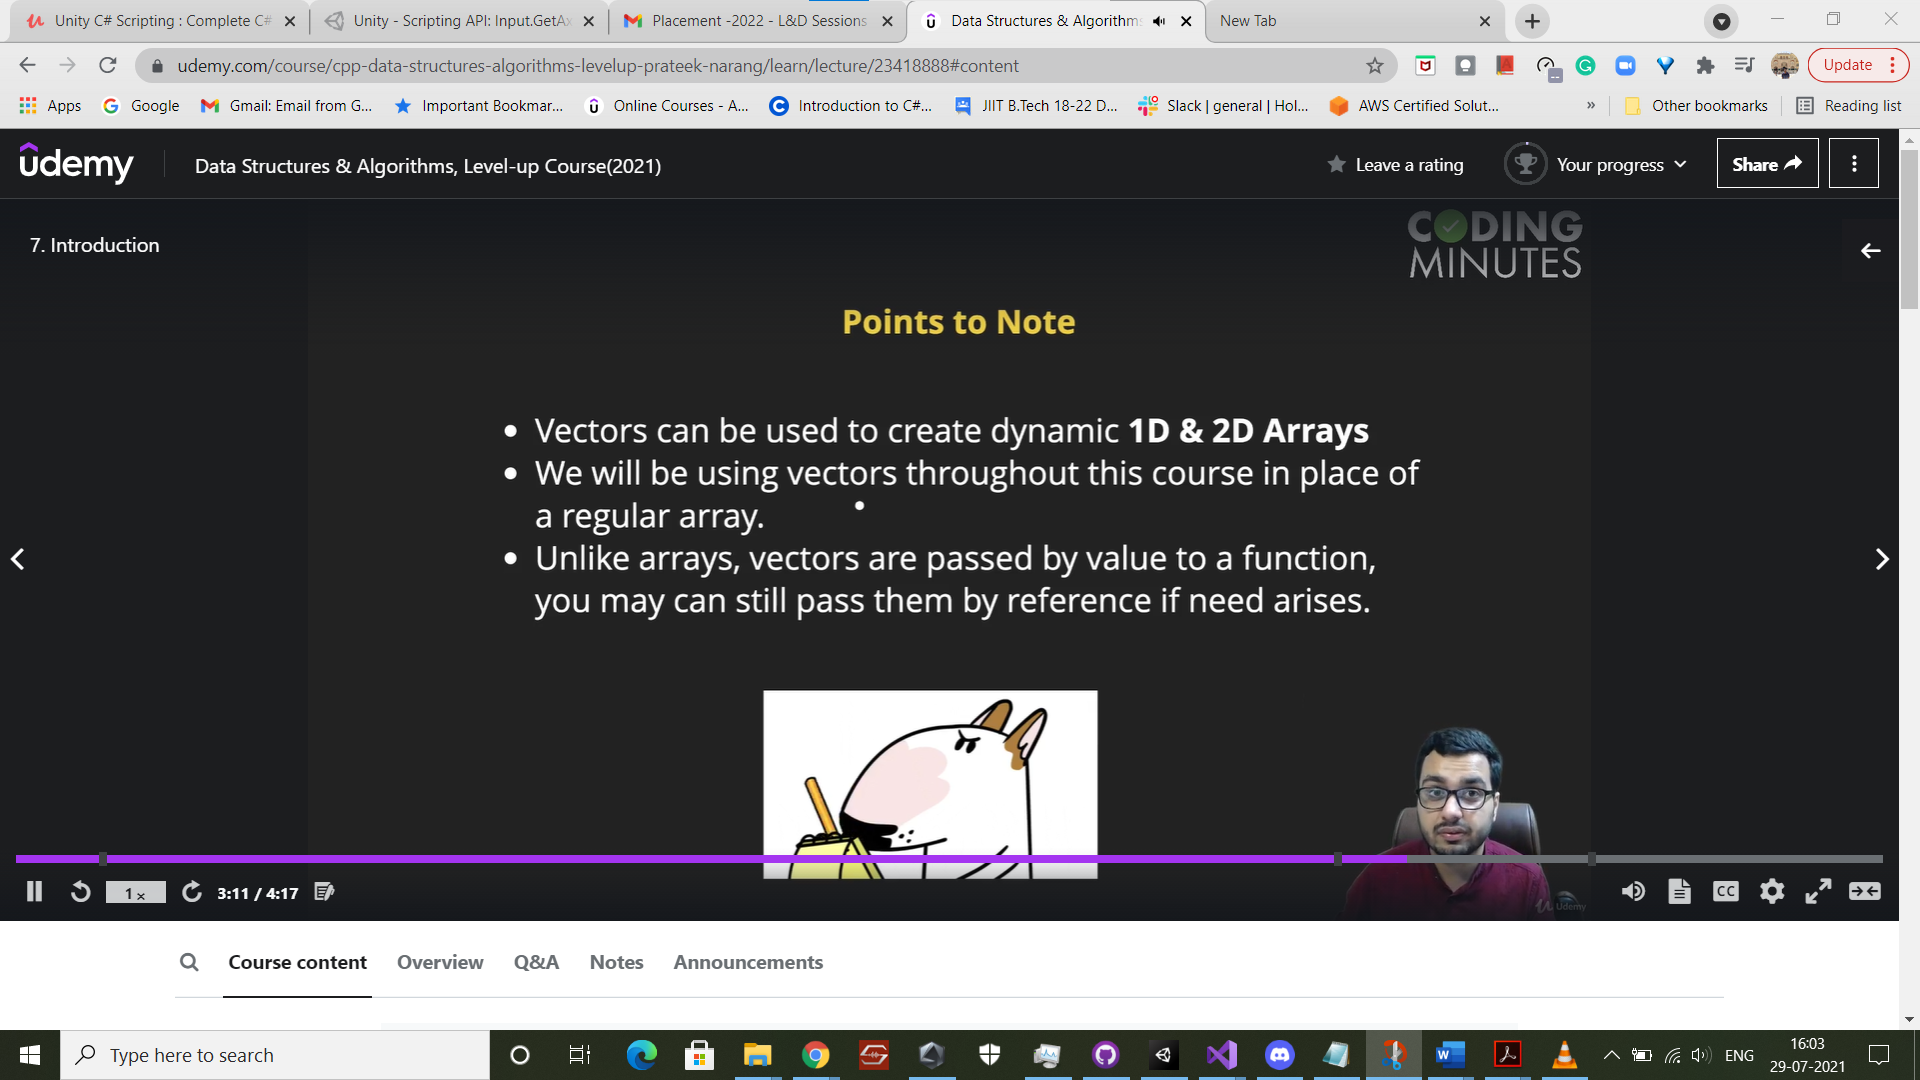 Unity C# Scripting : Complete C#
Unity - Scripting API: Input.GetAx
Placement -2022 - L&D Sessions
Data Structures & Algorithms
New Tab
udemy.com/course/cpp-data-structures-algorithms-levelup-prateek-narang/learn/lecture/23418888#content
Update
Apps
Google
Gmail: Email from G...
Important Bookmar...
Online Courses - A...
Introduction to C#...
JIIT B.Tech 18-22 D...
Slack | general | Hol...
AWS Certified Solut...
»
Other bookmarks
Reading list
udemy
Data Structures & Algorithms, Level-up Course(2021)
Leave a rating
Your progress
Share
7. Introduction
CODING
MINUTES
Points to Note
• Vectors can be used to create dynamic 1D & 2D Arrays
• We will be using vectors throughout this course in place of
a regular array.
• Unlike arrays, vectors are passed by value to a function,
you may can still pass them by reference if need arises.
1 x
3:11 / 4:17
Udemy
CC
Course content
Overview
Q&A
Notes
Announcements
Type here to search
ENG
16:03
29-07-2021